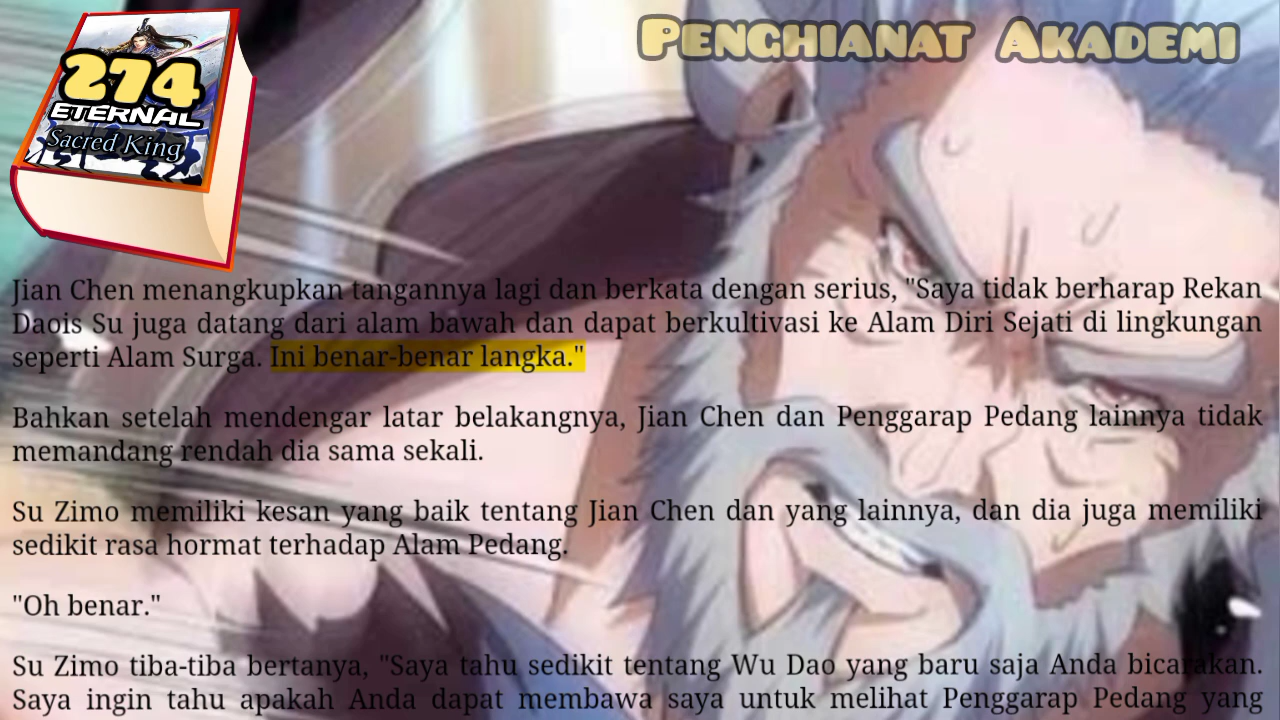 Penghianat Akademi
274
ETERNAL
Sacred King
Jian Chen menangkupkan tangannya lagi dan berkata dengan serius, "Saya tidak berharap Rekan
Daois Su juga datang dari alam bawah dan dapat berkultivasi ke Alam Diri Sejati di lingkungan
seperti Alam Surga. Ini benar-benar langka."
Bahkan setelah mendengar latar belakangnya, Jian Chen dan Penggarap Pedang lainnya tidak
memandang rendah dia sama sekali.
Su Zimo memiliki kesan yang baik tentang Jian Chen dan yang lainnya, dan dia juga memiliki
sedikit rasa hormat terhadap Alam Pedang.
"Oh benar."
Su Zimo tiba-tiba bertanya, "Saya tahu sedikit tentang Wu Dao yang baru saja Anda bicarakan.
Saya ingin tahu apakah Anda dapat membawa saya untuk melihat Penggarap Pedang yang